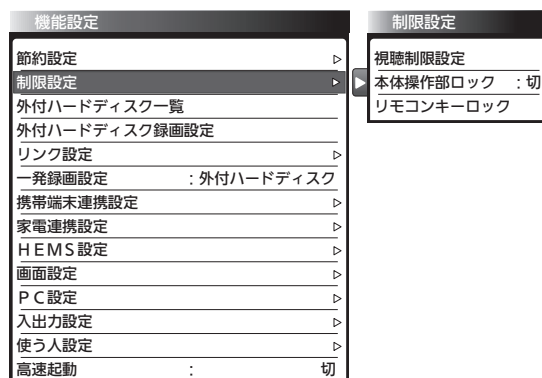 機能設定
節約設定 ▷
制限設定 ▷
外付ハードディスク一覧
外付ハードディスク録画設定
リンク設定 ▷
一発録画設定 :外付ハードディスク
携帯端末連携設定 ▷
家電連携設定 ▷
HEMS設定 ▷
画面設定 ▷
PC設定 ▷
入出力設定 ▷
使う人設定 ▷
高速起動 : 切
制限設定
視聴制限設定
本体操作部ロック :切
リモコンキーロック